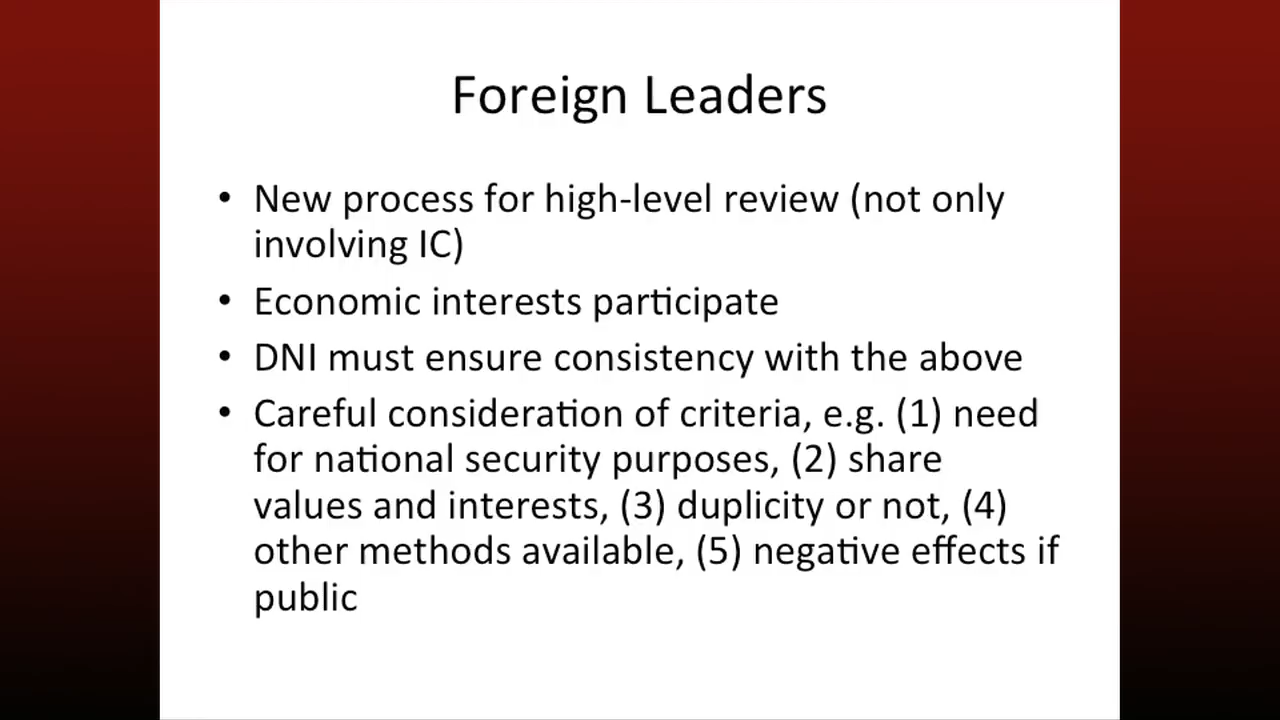 Foreign Leaders
• New process for high-level review (not only
involving IC)
• Economic interests participate
• DNI must ensure consistency with the above
• Careful consideration of criteria, e.g. (1) need
for national security purposes, (2) share
values and interests, (3) duplicity or not, (4)
other methods available, (5) negative effects if
public